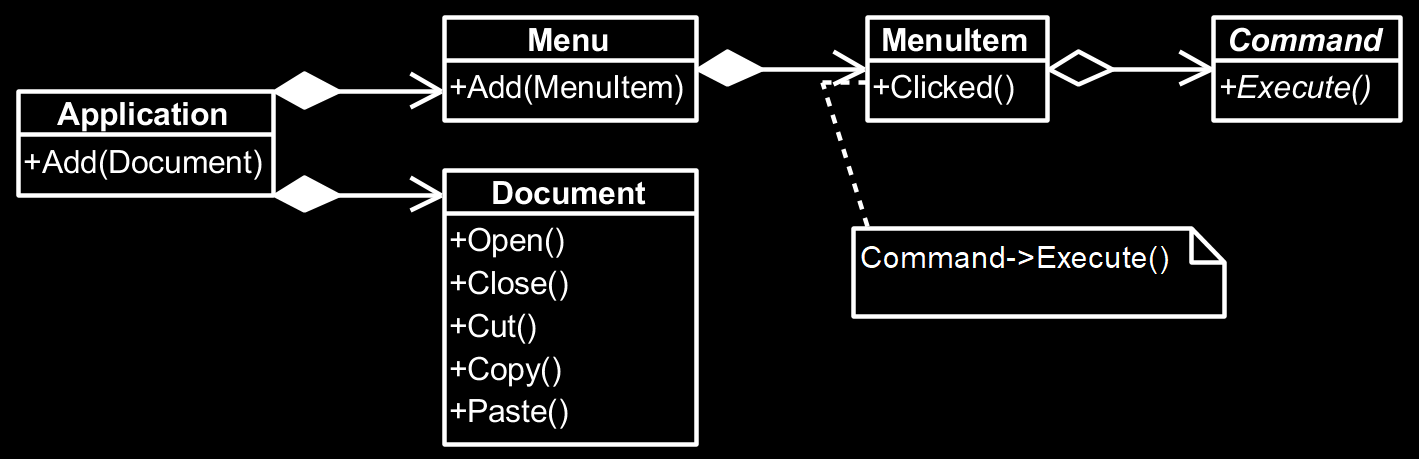 Application
+Add(Document)
Menu
+Add(MenuItem)
Document
+Open()
+Close()
+Cut()
+Copy()
+Paste()
MenuItem
+Clicked()
Command->Execute()
Command
+Execute()